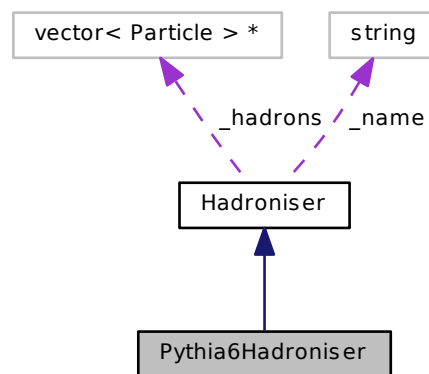 vector< Particle > *
string
_hadrons
_name
Hadroniser
Pythia6Hadroniser